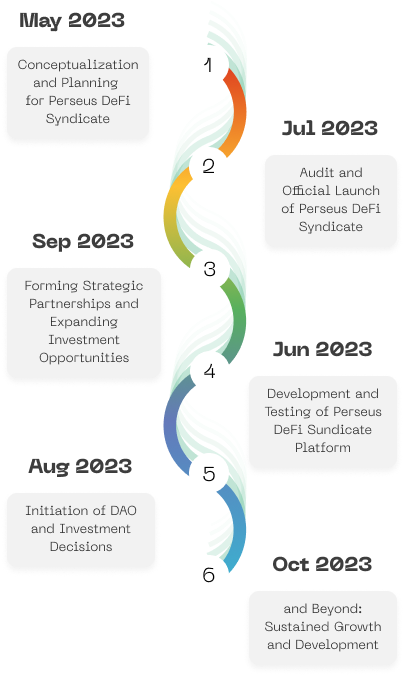 May 2023
1
Conceptualization
and Planning
for Perseus DeFi
Syndicate
Jul 2023
2
Audit and
Official Launch
of Perseus DeFi
Syndicate
Sep 2023
3
Forming Strategic
Partnerships and
Expanding
Investment
Opportunities
Jun 2023
4
Development and
Testing of Perseus
DeFi Sundicate
Platform
Aug 2023
5
Initiation of DAO
and Investment
Decisions
Oct 2023
6
and Beyond:
Sustained Growth
and Development